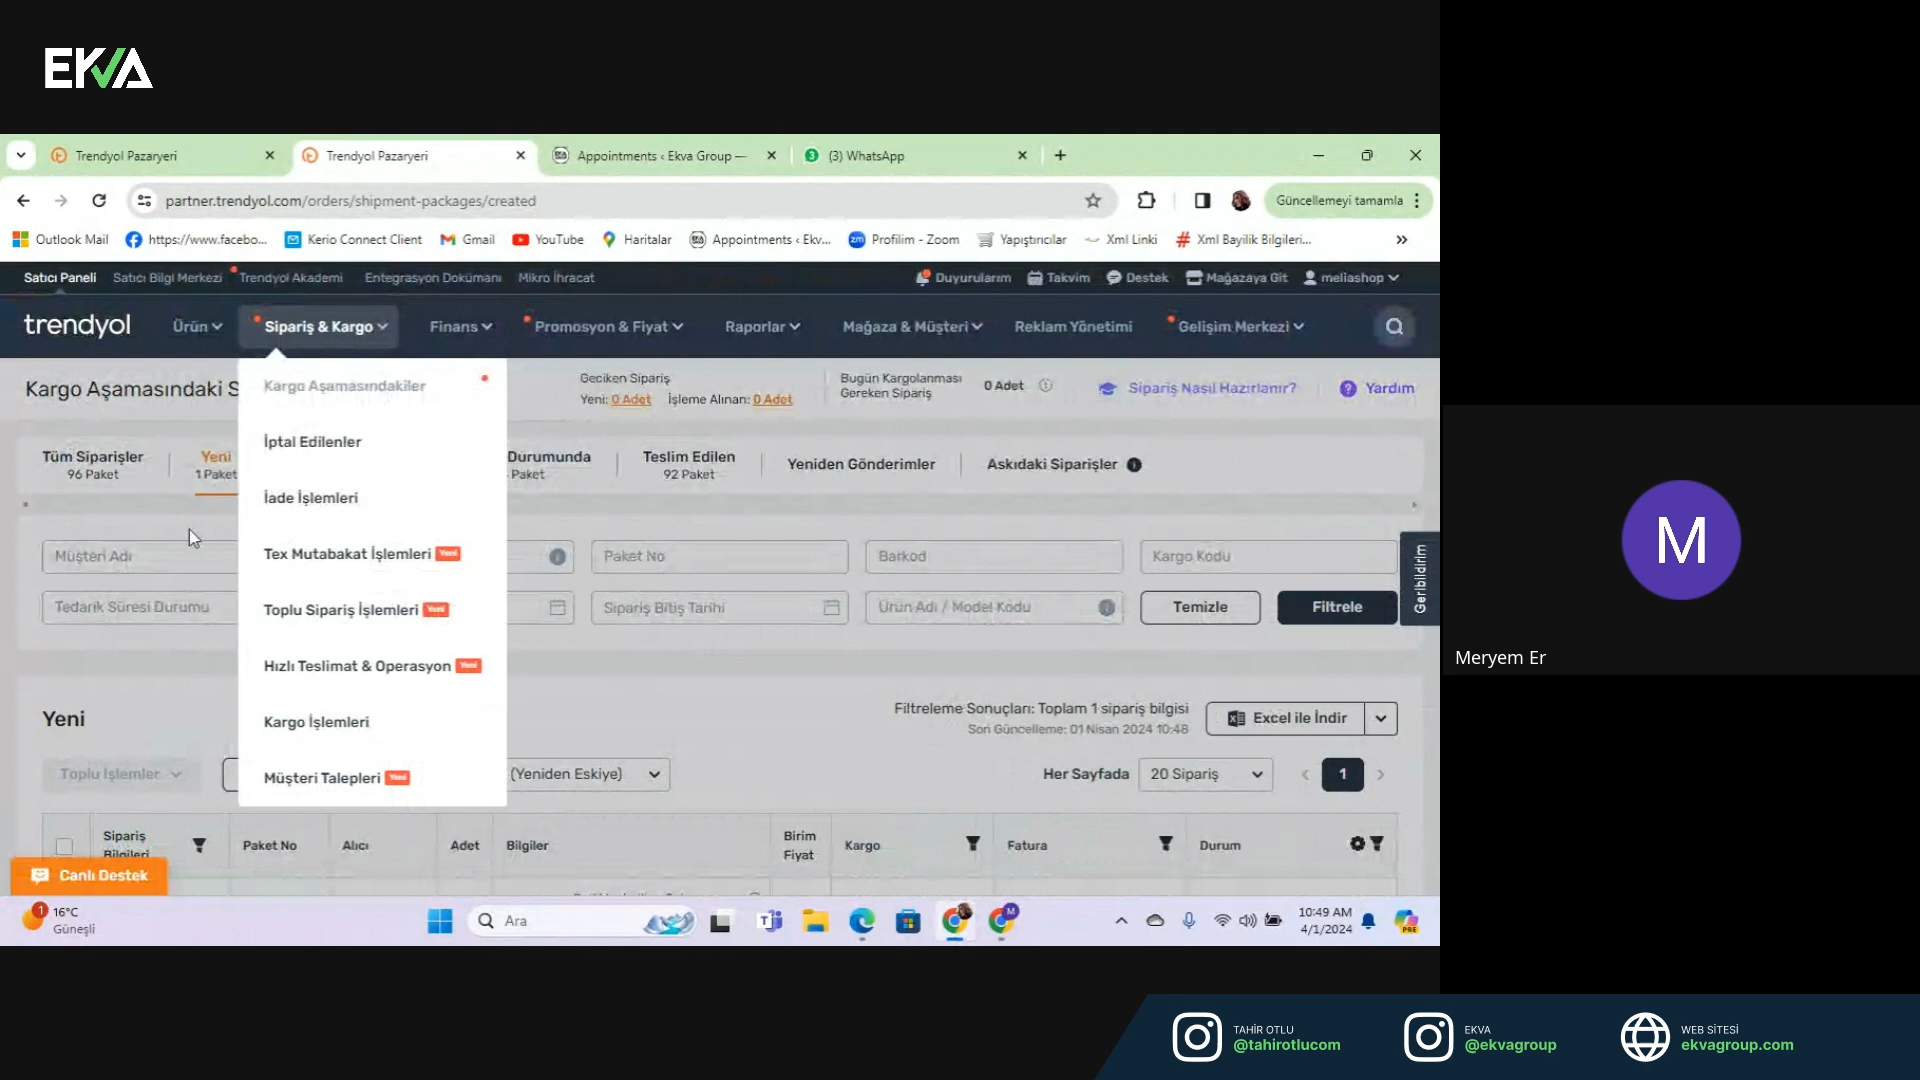 EKVA
Trendyol Pazaryeri
Trendyol Pazaryeri
Appointments ‹ Ekva Group —
(3) WhatsApp
partner.trendyol.com/orders/shipment-packages/created
Güncellemeyi tamamla
Outlook Mail
https://www.facebo...
Kerio Connect Client
Gmail
YouTube
Haritalar
Appointments ‹ Ekv...
Profilim - Zoom
Yapıştırıcılar
Xml Linki
Xml Bayilik Bilgileri...
Satıcı Paneli
Satıcı Bilgi Merkezi
Trendyol Akademi
Entegrasyon Dokümanı
Mikro İhracat
Duyurularım
Takvim
Destek
Mağazaya Git
meliashop
trendyol
Ürün
Sipariş & Kargo
Finans
Promosyon & Fiyat
Raporlar
Mağaza & Müşteri
Reklam Yönetimi
Gelişim Merkezi
Kargo Aşamasındaki S
Kargo Aşamasındakiler
İptal Edilenler
İade İşlemleri
Tex Mutabakat İşlemleri Yeni
Toplu Sipariş İşlemleri Yeni
Hızlı Teslimat & Operasyon Yeni
Kargo İşlemleri
Müşteri Talepleri Yeni
Geciken Sipariş
Yeni: 0 Adet İşleme Alınan: 0 Adet
Bugün Kargolanması
Gereken Sipariş
0 Adet
Sipariş Nasıl Hazırlanır?
Yardım
Tüm Siparişler
96 Paket
Yeni
1 Paket
Durumunda
Paket
Teslim Edilen
92 Paket
Yeniden Gönderimler
Askıdaki Siparişler
Müşteri Adı
Paket No
Barkod
Kargo Kodu
Tedarik Süresi Durumu
Sipariş Bitiş Tarihi
Ürün Adı / Model Kodu
Temizle
Filtrele
Geribildirim
Yeni
Filtreleme Sonuçları: Toplam 1 sipariş bilgisi
Son Güncelleme: 01 Nisan 2024 10:48
Excel ile İndir
Toplu İşlemler
(Yeniden Eskiye)
Her Sayfada
20 Sipariş
1
Sipariş
Bilgileri
Paket No
Alıcı
Adet
Bilgiler
Birim
Fiyat
Kargo
Fatura
Durum
Canlı Destek
1
16°C
Güneşli
Ara
M
PRE
10:49 AM
4/1/2024
M
Meryem Er
TAHİR OTLU
@tahirotlucom
EKVA
@ekvagroup
WEB SİTESİ
ekvagroup.com